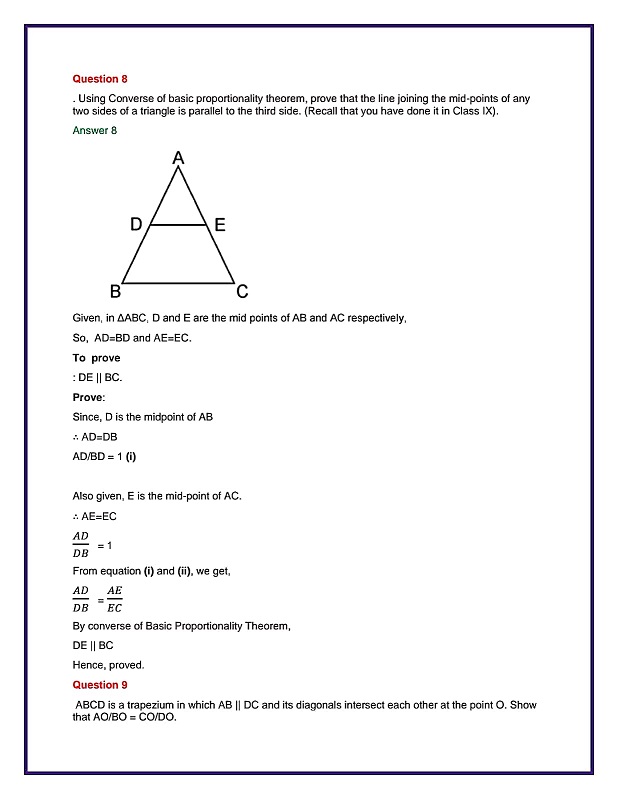 Question 8
. Using Converse of basic proportionality theorem, prove that the line joining the mid-points of any
two sides of a triangle is parallel to the third side. (Recall that you have done it in Class IX).
Answer 8
A
D E
B C
Given, in ΔABC, D and E are the mid points of AB and AC respectively,
So, AD=BD and AE=EC.
To prove
: DE || BC.
Prove:
Since, D is the midpoint of AB
∴ AD=DB
AD/BD = 1 (i)
Also given, E is the mid-point of AC.
∴ AE=EC
AD/DB = 1
From equation (i) and (ii), we get,
AD/DB = AE/EC
By converse of Basic Proportionality Theorem,
DE || BC
Hence, proved.
Question 9
ABCD is a trapezium in which AB || DC and its diagonals intersect each other at the point O. Show
that AO/BO = CO/DO.